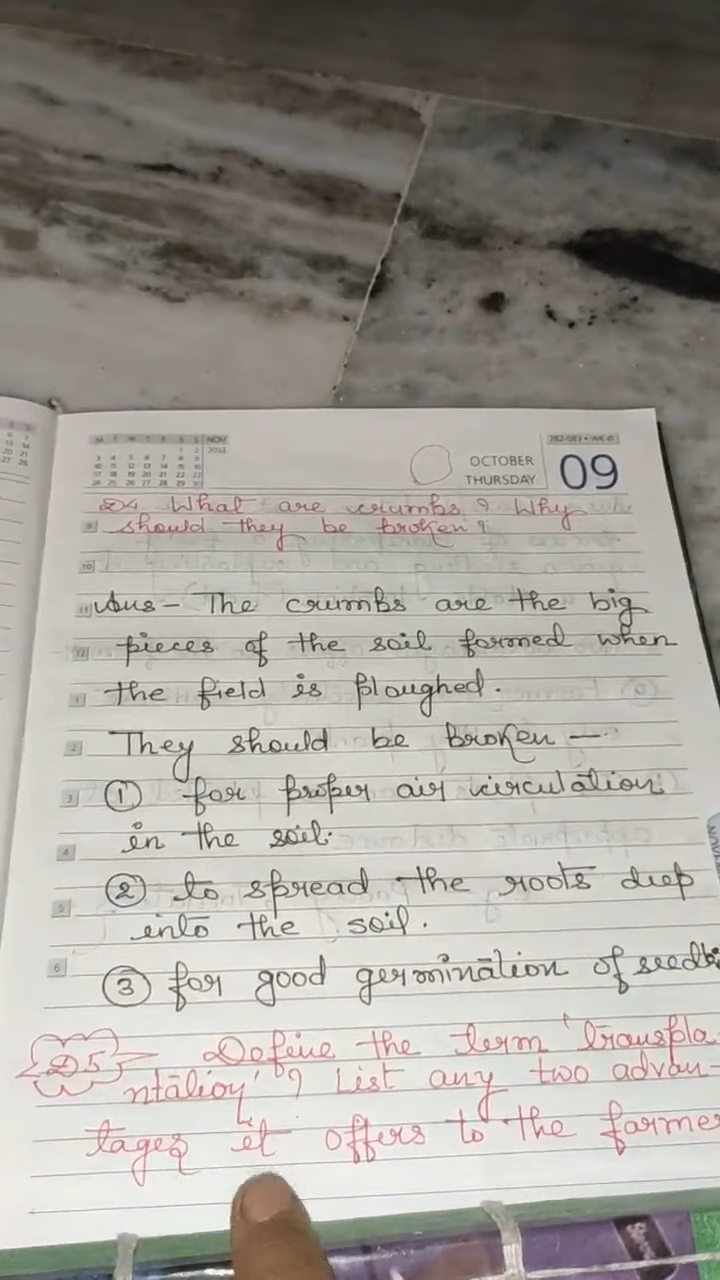 NOV
2014
OCTOBER
THURSDAY
09
Q4 What are crumbs? Why
should they be broken?
Ans- The crumbs are the big
pieces of the soil formed when
the field is ploughed.
They should be broken -
① for proper air circulation
in the soil.
② to spread the roots deep
into the soil.
③ for good germination of
Q5 - Define the term 'transpla-
ntation'? List any two advan-
tages it offers to the farmer